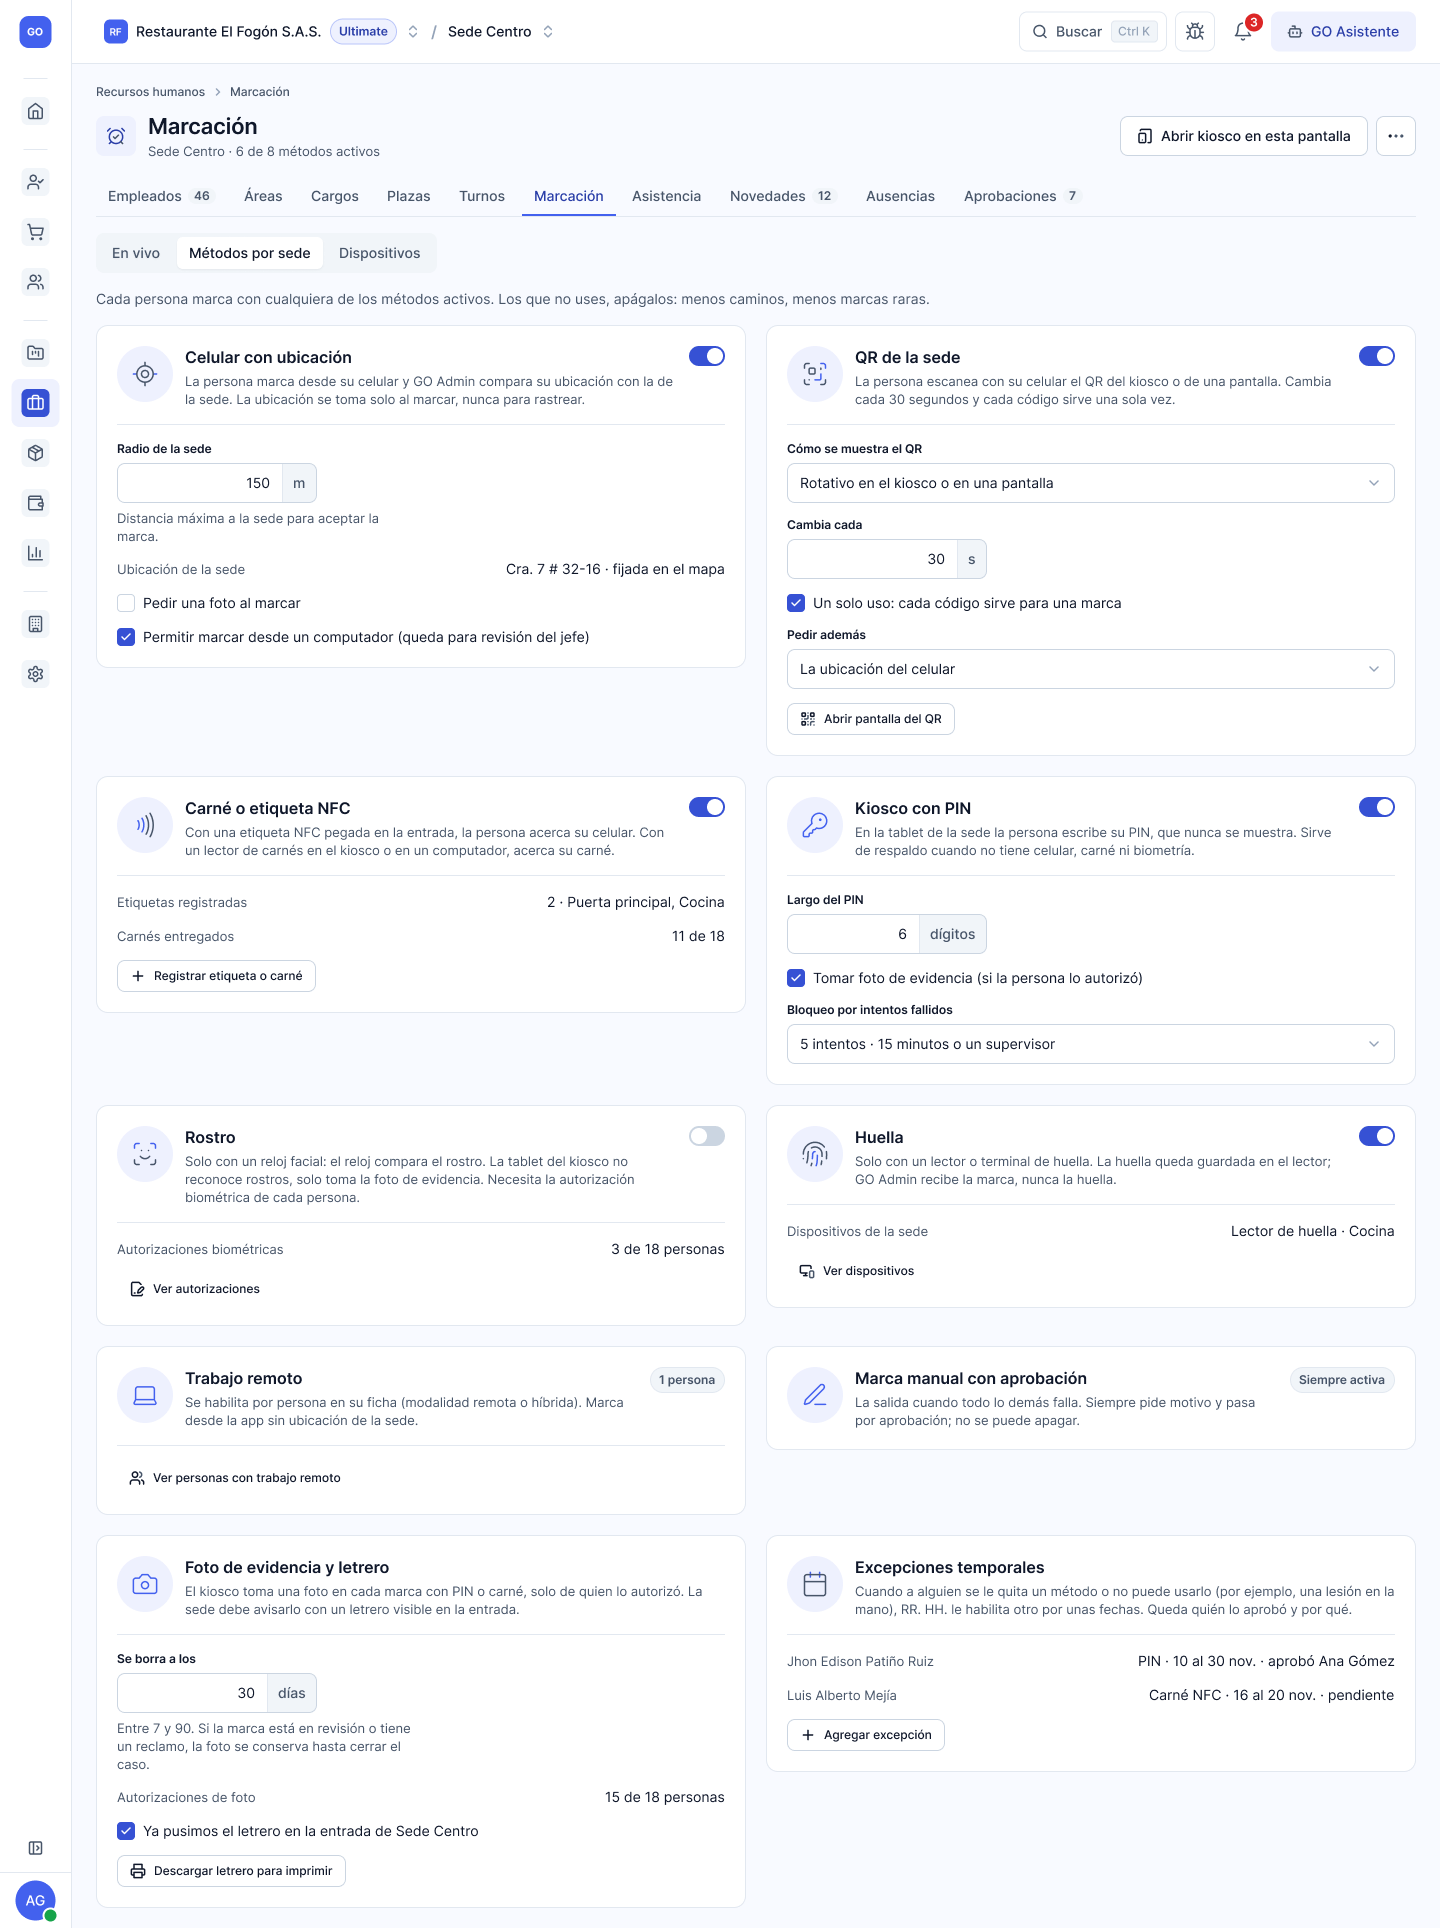 GO
RF Restaurante El Fogón S.A.S. Ultimate / Sede Centro
Buscar Ctrl K 3 GO Asistente
Recursos humanos > Marcación
Marcación
Sede Centro · 6 de 8 métodos activos
Abrir kiosco en esta pantalla
Empleados 46 Áreas Cargos Plazas Turnos Marcación Asistencia Novedades 12 Ausencias Aprobaciones 7
En vivo Métodos por sede Dispositivos
Cada persona marca con cualquiera de los métodos activos. Los que no uses, apágalos: menos caminos, menos marcas raras.
Celular con ubicación
La persona marca desde su celular y GO Admin compara su ubicación con la de
la sede. La ubicación se toma solo al marcar, nunca para rastrear.
Radio de la sede
150 m
Distancia máxima a la sede para aceptar la
marca.
Ubicación de la sede Cra. 7 # 32-16 · fijada en el mapa
Pedir una foto al marcar
Permitir marcar desde un computador (queda para revisión del jefe)
QR de la sede
La persona escanea con su celular el QR del kiosco o de una pantalla. Cambia
cada 30 segundos y cada código sirve una sola vez.
Cómo se muestra el QR
Rotativo en el kiosco o en una pantalla
Cambia cada
30 s
Un solo uso: cada código sirve para una marca
Pedir además
La ubicación del celular
Abrir pantalla del QR
Carné o etiqueta NFC
Con una etiqueta NFC pegada en la entrada, la persona acerca su celular. Con
un lector de carnés en el kiosco o en un computador, acerca su carné.
Etiquetas registradas 2 · Puerta principal, Cocina
Carnés entregados 11 de 18
Registrar etiqueta o carné
Kiosco con PIN
En la tablet de la sede la persona escribe su PIN, que nunca se muestra. Sirve
de respaldo cuando no tiene celular, carné ni biometría.
Largo del PIN
6 dígitos
Tomar foto de evidencia (si la persona lo autorizó)
Bloqueo por intentos fallidos
5 intentos · 15 minutos o un supervisor
Rostro
Solo con un reloj facial: el reloj compara el rostro. La tablet del kiosco no
reconoce rostros, solo toma la foto de evidencia. Necesita la autorización
biométrica de cada persona.
Autorizaciones biométricas 3 de 18 personas
Ver autorizaciones
Huella
Solo con un lector o terminal de huella. La huella queda guardada en el lector;
GO Admin recibe la marca, nunca la huella.
Dispositivos de la sede Lector de huella · Cocina
Ver dispositivos
Trabajo remoto 1 persona
Se habilita por persona en su ficha (modalidad remota o híbrida). Marca
desde la app sin ubicación de la sede.
Ver personas con trabajo remoto
Marca manual con aprobación Siempre activa
La salida cuando todo lo demás falla. Siempre pide motivo y pasa
por aprobación; no se puede apagar.
Foto de evidencia y letrero
El kiosco toma una foto en cada marca con PIN o carné, solo de quien lo autorizó. La
sede debe avisarlo con un letrero visible en la entrada.
Se borra a los
30 días
Entre 7 y 90. Si la marca está en revisión o tiene
un reclamo, la foto se conserva hasta cerrar el
caso.
Autorizaciones de foto 15 de 18 personas
Ya pusimos el letrero en la entrada de Sede Centro
Descargar letrero para imprimir
Excepciones temporales
Cuando a alguien se le quita un método o no puede usarlo (por ejemplo, una lesión en la
mano), RR. HH. le habilita otro por unas fechas. Queda quién lo aprobó y por qué.
Jhon Edison Patiño Ruiz PIN · 10 al 30 nov. · aprobó Ana Gómez
Luis Alberto Mejía Carné NFC · 16 al 20 nov. · pendiente
Agregar excepción
AG